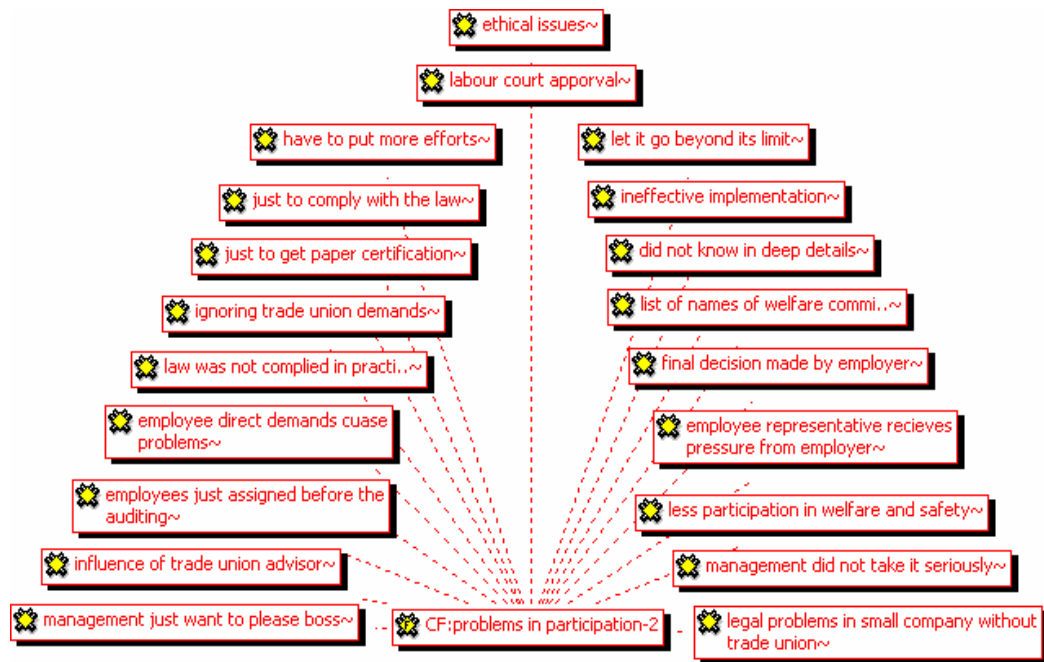 ethical issues~
labour court apporval~
have to put more efforts~
let it go beyond its limit~
just to comply with the law~
ineffective implementation~
just to get paper certification~
did not know in deep details~
ignoring trade union demands~
list of names of welfare commi..~
law was not complied in practi..~
final decision made by employer~
employee direct demands cuase
problems~
employee representative recieves
pressure from employer~
employees just assigned before the
auditing~
less participation in welfare and safety~
influence of trade union advisor~
management did not take it seriously~
management just want to please boss~
CF:problems in participation-2
legal problems in small company without
trade union~